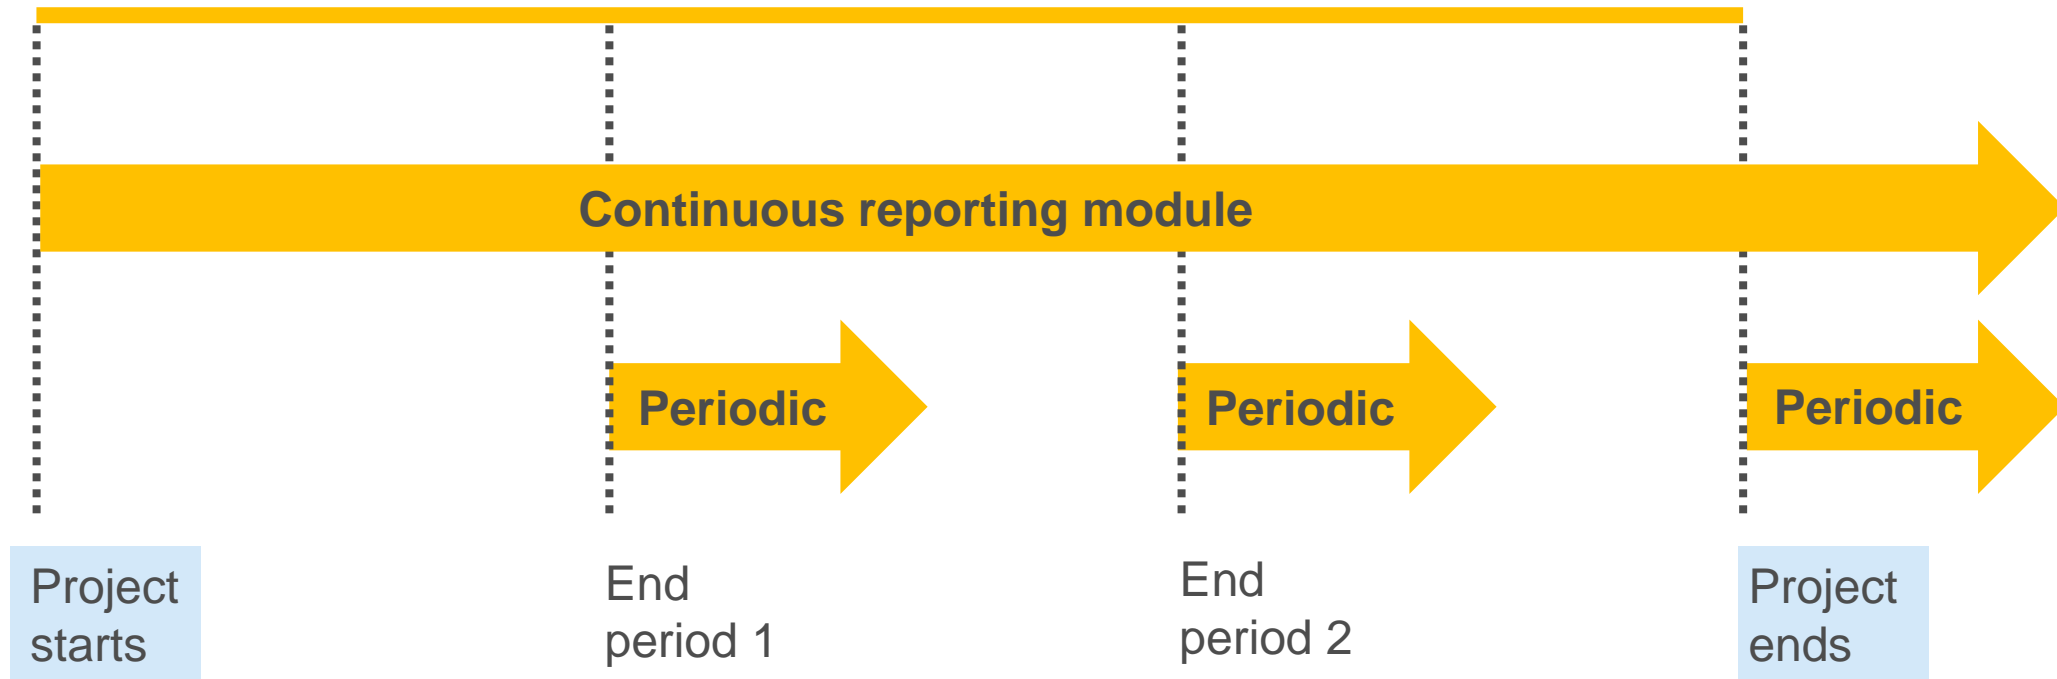 Continuous reporting module
Periodic
Periodic
Periodic
Project
starts
End
period 1
End
period 2
Project
ends